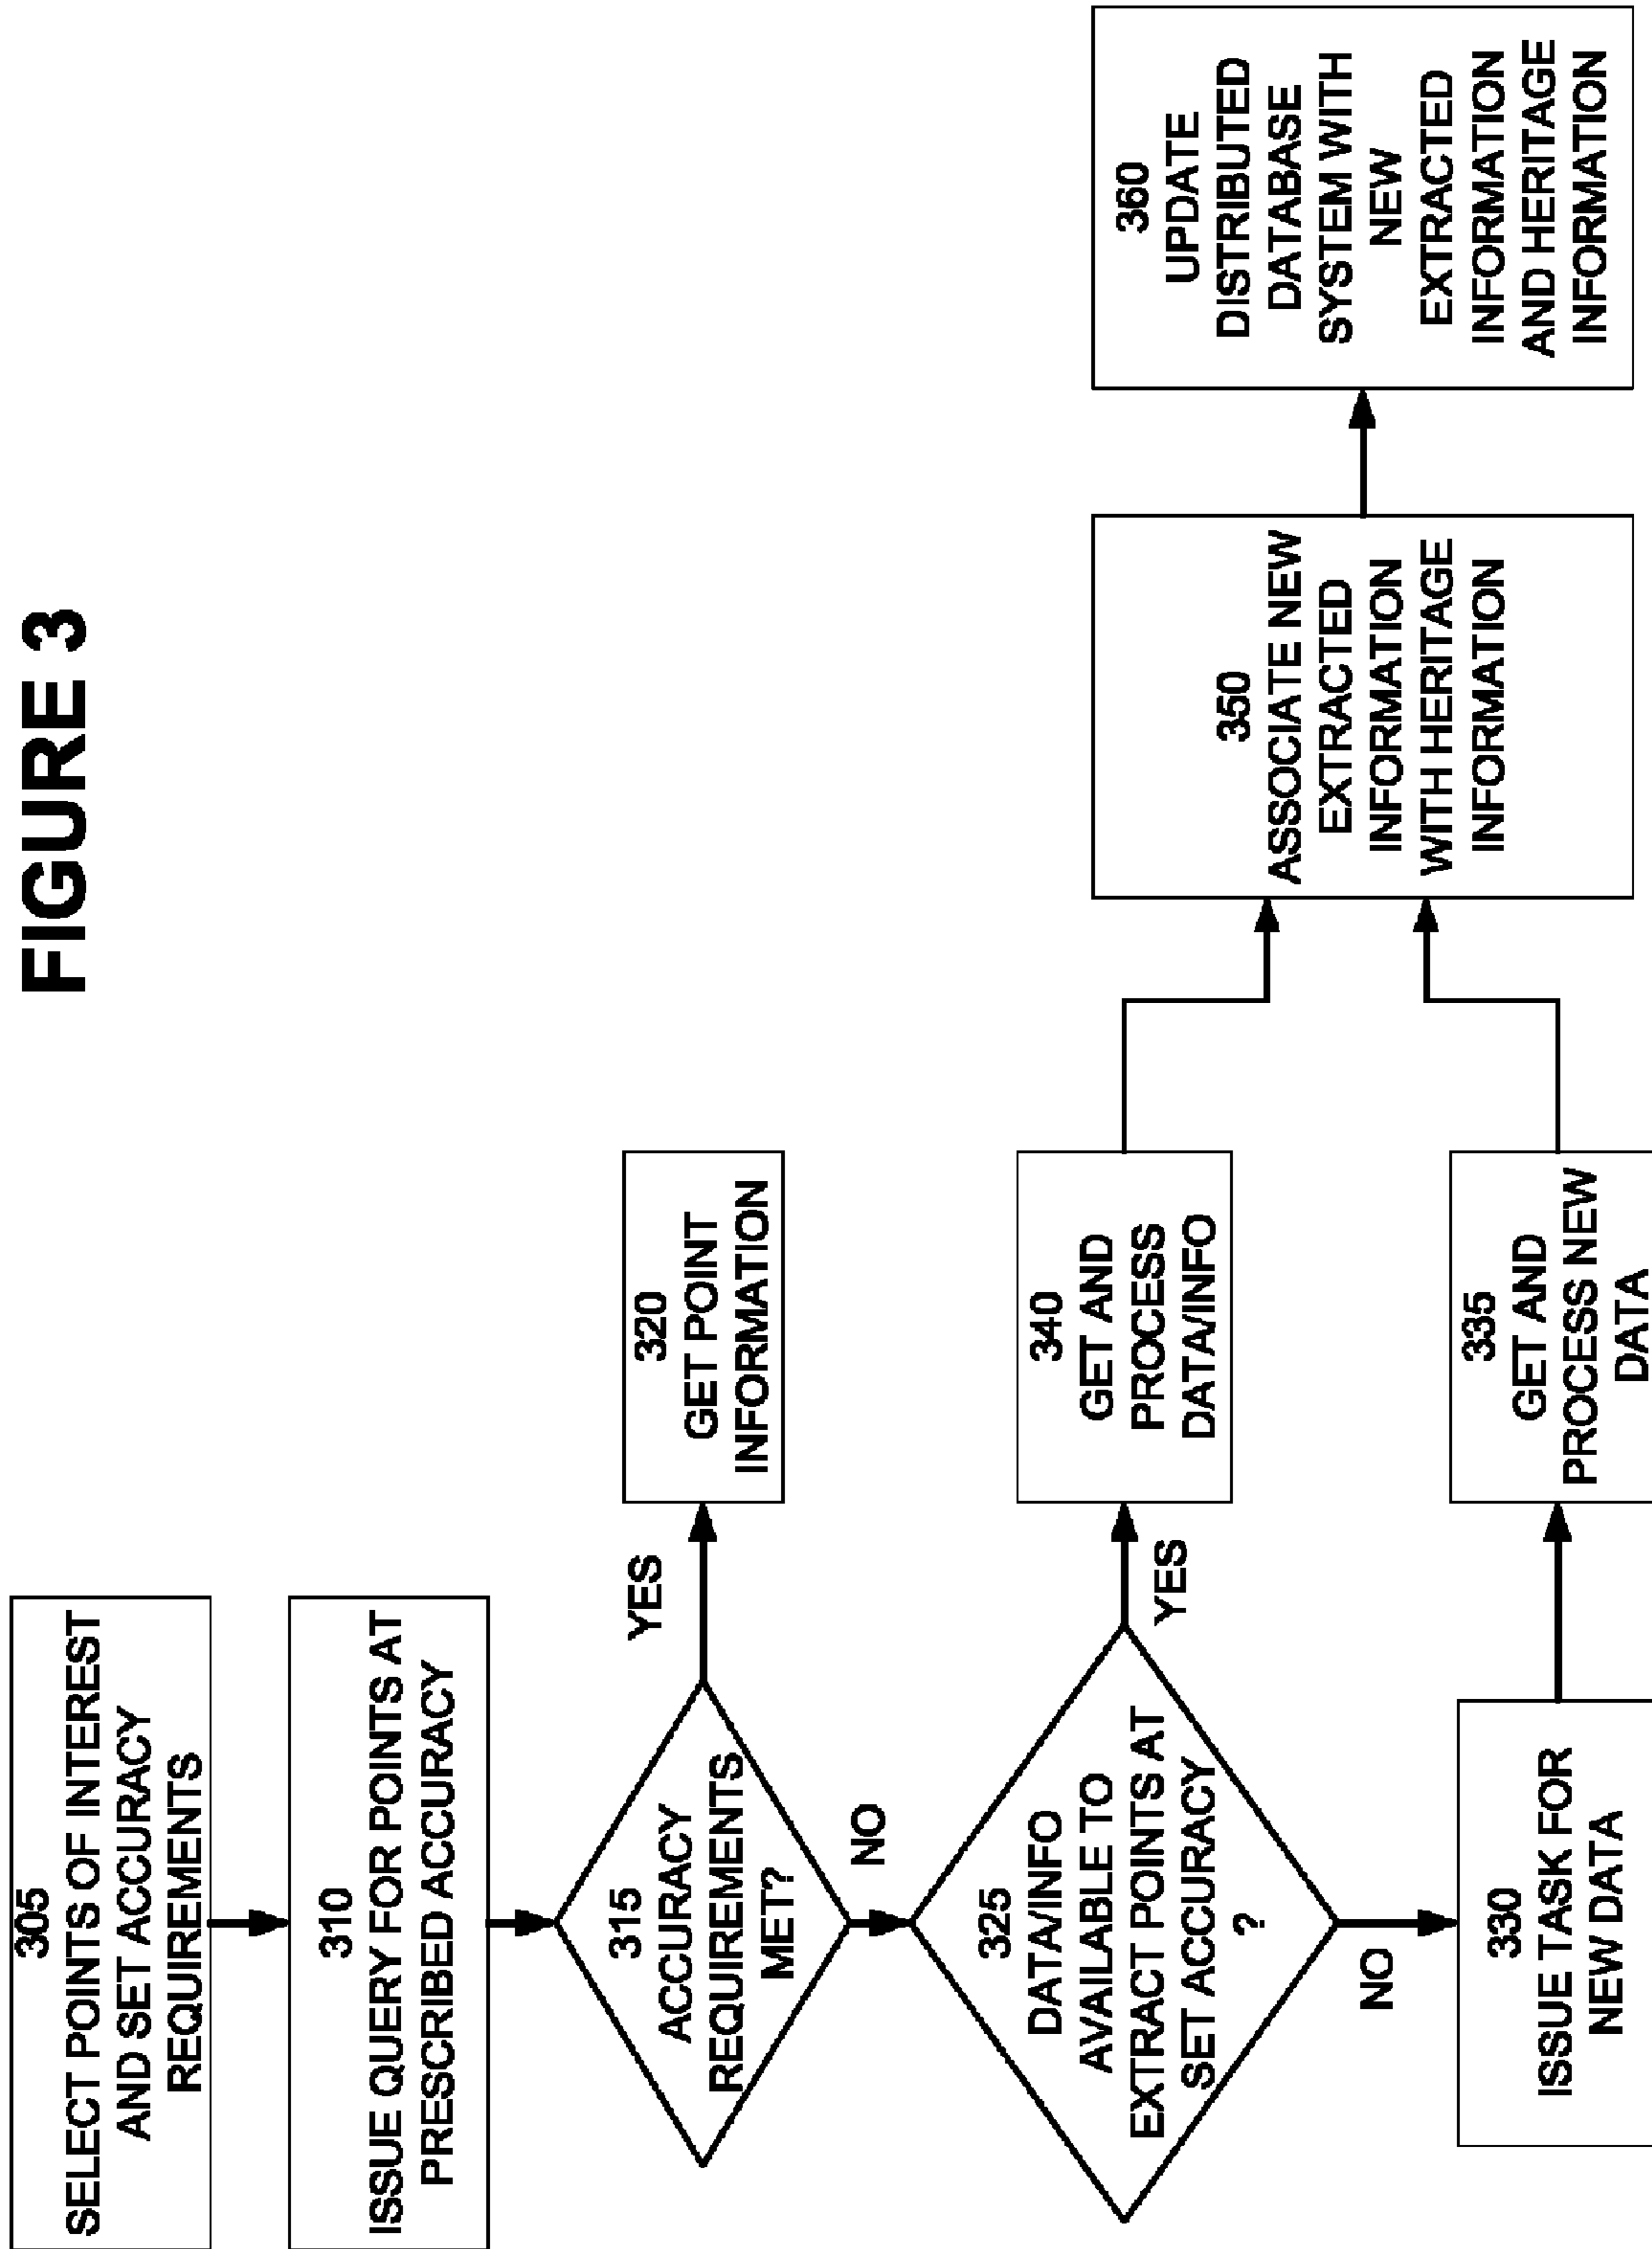 FIGURE 3
305
SELECT POINTS OF INTEREST
AND SET ACCURACY
REQUIREMENTS
310
ISSUE QUERY FOR POINTS AT
PRESCRIBED ACCURACY
315
ACCURACY
REQUIREMENTS
MET?
YES
320
GET POINT
INFORMATION
NO
325
DATA/INFO
AVAILABLE TO
EXTRACT POINTS AT
SET ACCURACY
?
YES
340
GET AND
PROCESS
DATA/INFO
NO
330
ISSUE TASK FOR
NEW DATA
335
GET AND
PROCESS NEW
DATA
350
ASSOCIATE NEW
EXTRACTED
INFORMATION
WITH HERITAGE
INFORMATION
360
UPDATE
DISTRIBUTED
DATABASE
SYSTEM WITH
NEW
EXTRACTED
INFORMATION
AND HERITAGE
INFORMATION